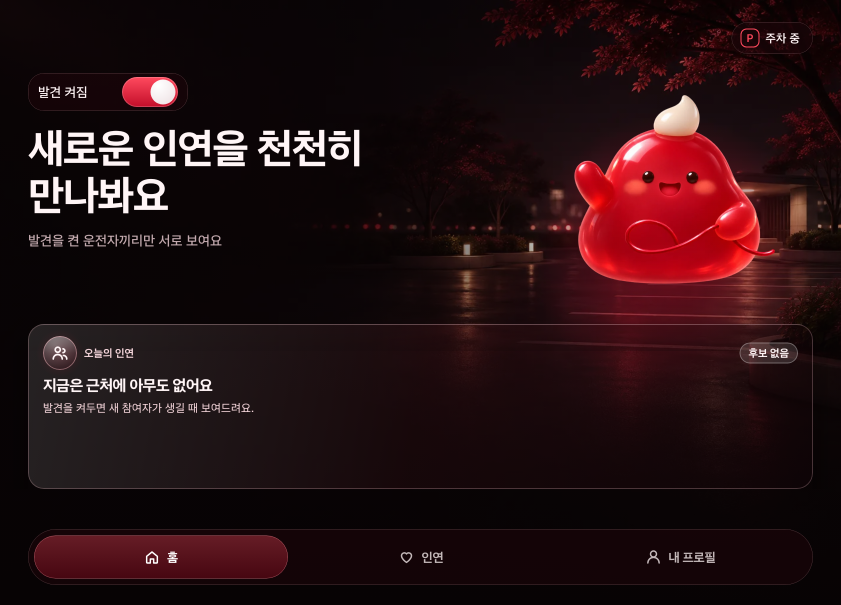 P 주차 중
발견 켜짐
새로운 인연을 천천히
만나봐요
발견을 켠 운전자끼리만 서로 보여요
오늘의 인연
후보 없음
지금은 근처에 아무도 없어요
발견을 켜두면 새 참여자가 생길 때 보여드려요.
홈
인연
내 프로필